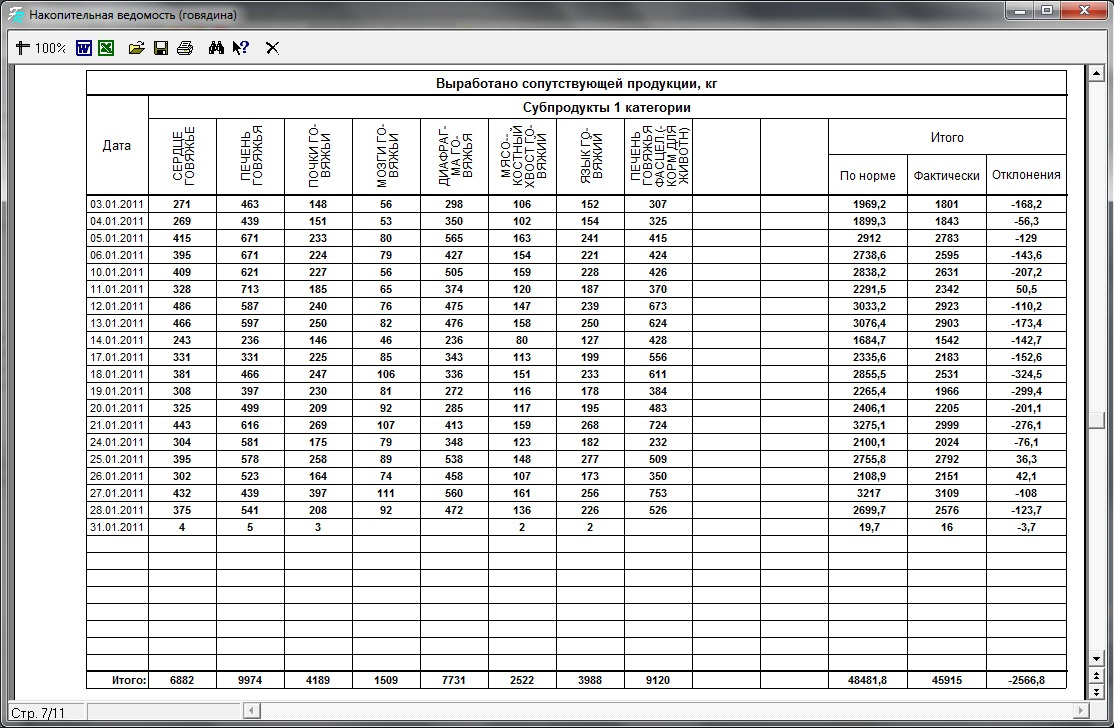 Накопительная ведомость (говядина)
100%
Выработано сопутствующей продукции, кг
Дата
Субпродукты 1 категории
СЕРДЦЕ
ГОВЯЖЬЕ
ПЕЧЕНЬ
ГОВЯЖЬЯ
ПОЧКИ ГО-
ВЯЖЬИ
МОЗГИ ГО-
ВЯЖЬИ
ДИАФРАГ-
МА ГО-
ВЯЖЬЯ
МЯСО--
КОСТНЫЙ
ХВОСТ ГО-
ВЯЖИЙ
ЯЗЫК ГО-
ВЯЖИЙ
ПЕЧЕНЬ
ГОВЯЖЬЯ
ФАСЦЕЛ.(-
КОРМ ДЛЯ
ЖИВОТН)
Итого
По норме Фактически Отклонения
03.01.2011 271 463 148 56 298 106 152 307 1969,2 1801 -168,2
04.01.2011 269 439 151 53 350 102 154 325 1899,3 1843 -56,3
05.01.2011 415 671 233 80 565 163 241 415 2912 2783 -129
06.01.2011 395 671 224 79 427 154 221 424 2738,6 2595 -143,6
10.01.2011 409 621 227 56 505 159 228 426 2838,2 2631 -207,2
11.01.2011 328 713 185 65 374 120 187 370 2291,5 2342 50,5
12.01.2011 486 587 240 76 475 147 239 673 3033,2 2923 -110,2
13.01.2011 466 597 250 82 476 158 250 624 3076,4 2903 -173,4
14.01.2011 243 236 146 46 236 80 127 428 1684,7 1542 -142,7
17.01.2011 331 331 225 85 343 113 199 556 2335,6 2183 -152,6
18.01.2011 381 466 247 106 336 151 233 611 2855,5 2531 -324,5
19.01.2011 308 397 230 81 272 116 178 384 2265,4 1966 -299,4
20.01.2011 325 499 209 92 285 117 195 483 2406,1 2205 -201,1
21.01.2011 443 616 269 107 413 159 268 724 3275,1 2999 -276,1
24.01.2011 304 581 175 79 348 123 182 232 2100,1 2024 -76,1
25.01.2011 395 578 258 89 538 148 277 509 2755,8 2792 36,3
26.01.2011 302 523 164 74 458 107 173 350 2108,9 2151 42,1
27.01.2011 432 439 397 111 560 161 256 753 3217 3109 -108
28.01.2011 375 541 208 92 472 136 226 526 2699,7 2576 -123,7
31.01.2011 4 5 3 2 2 19,7 16 -3,7
Итого: 6882 9974 4189 1509 7731 2522 3988 9120 48481,8 45915 -2566,8
Стр. 7/11